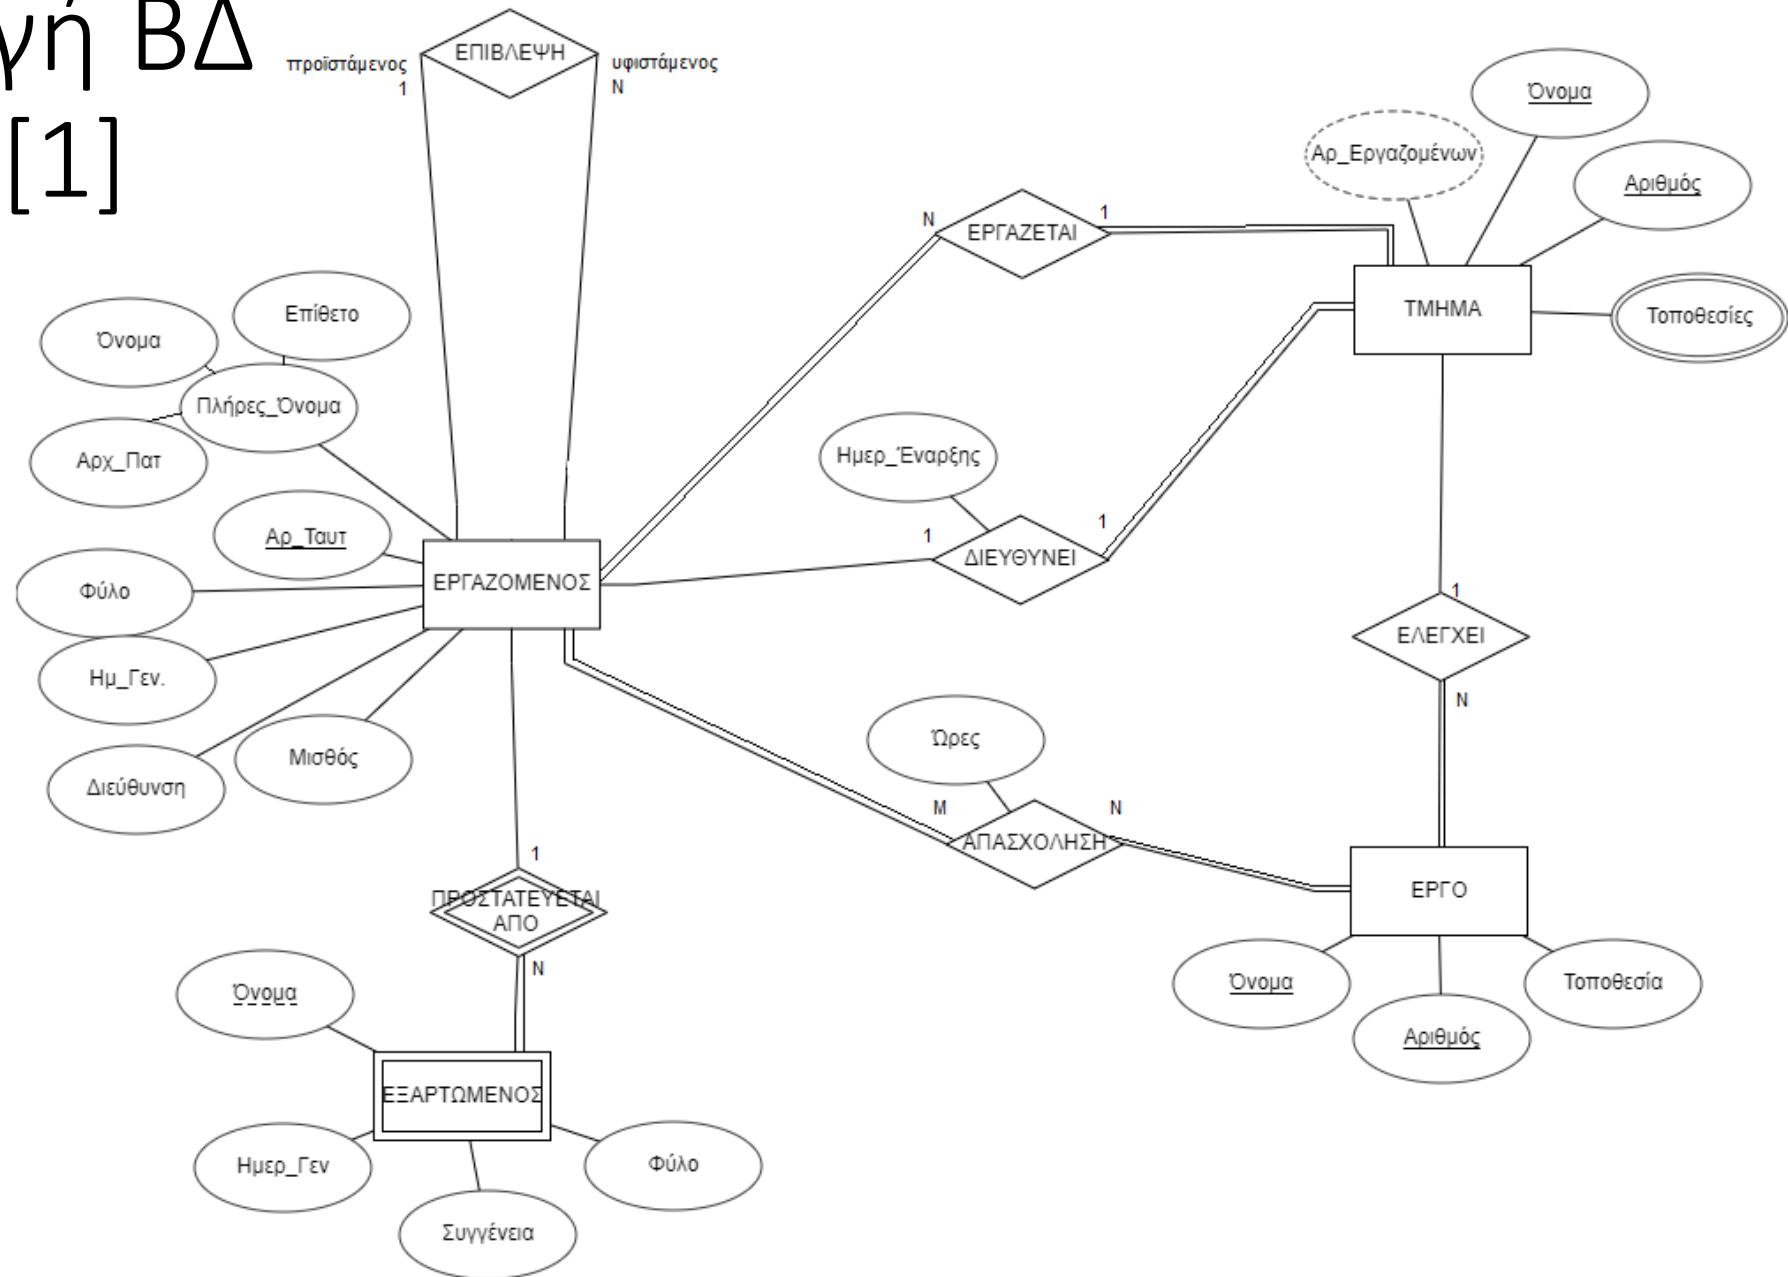 γή ΒΔ
[1]
ΕΠΙΒΛΕΨΗ
προϊστάμενος
1
υφιστάμενος
N
Όνομα
Αρ_Εργαζομένων
Αριθμός
N
ΕΡΓΑΖΕΤΑΙ
1
ΤΜΗΜΑ
Τοποθεσίες
Επίθετο
Όνομα
Πλήρες_Όνομα
Αρχ_Πατ
Ημερ_Έναρξης
Αρ_Ταυτ
1
ΔΙΕΥΘΥΝΕΙ
1
ΕΡΓΑΖΟΜΕΝΟΣ
Φύλο
1
ΕΛΕΓΧΕΙ
N
Ημ_Γεν.
Διεύθυνση
Μισθός
Ώρες
M
ΑΠΑΣΧΟΛΗΣΗ
N
1
ΠΡΟΣΤΑΤΕΥΕΤΑΙ
ΑΠΟ
N
ΕΡΓΟ
Όνομα
Αριθμός
Τοποθεσία
Όνομα
ΕΞΑΡΤΩΜΕΝΟΣ
Ημερ_Γεν
Συγγένεια
Φύλο